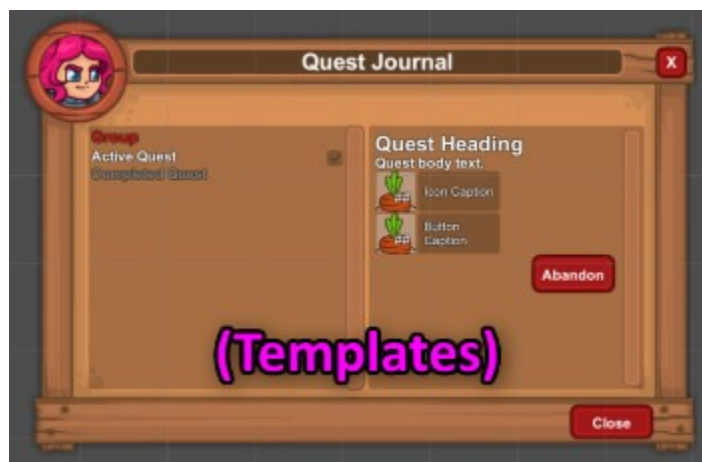 Quest Journal
X
Group
Active Quest
Completed Quest
Quest Heading
Quest body text.
Icon Caption
Button
Caption
Abandon
(Templates)
Close